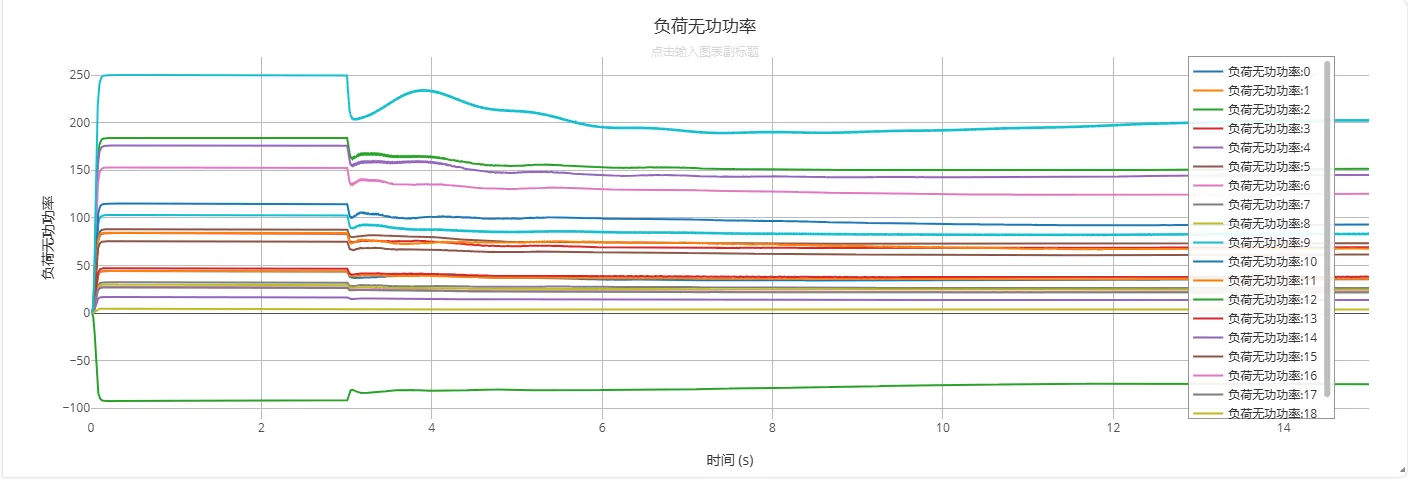 负荷无功功率
点击输入图表副标题
负荷无功功率
250
200
150
100
50
0
−50
−100
0
2
4
6
8
10
12
14
时间 (s)
负荷无功功率:0
负荷无功功率:1
负荷无功功率:2
负荷无功功率:3
负荷无功功率:4
负荷无功功率:5
负荷无功功率:6
负荷无功功率:7
负荷无功功率:8
负荷无功功率:9
负荷无功功率:10
负荷无功功率:11
负荷无功功率:12
负荷无功功率:13
负荷无功功率:14
负荷无功功率:15
负荷无功功率:16
负荷无功功率:17
负荷无功功率:18